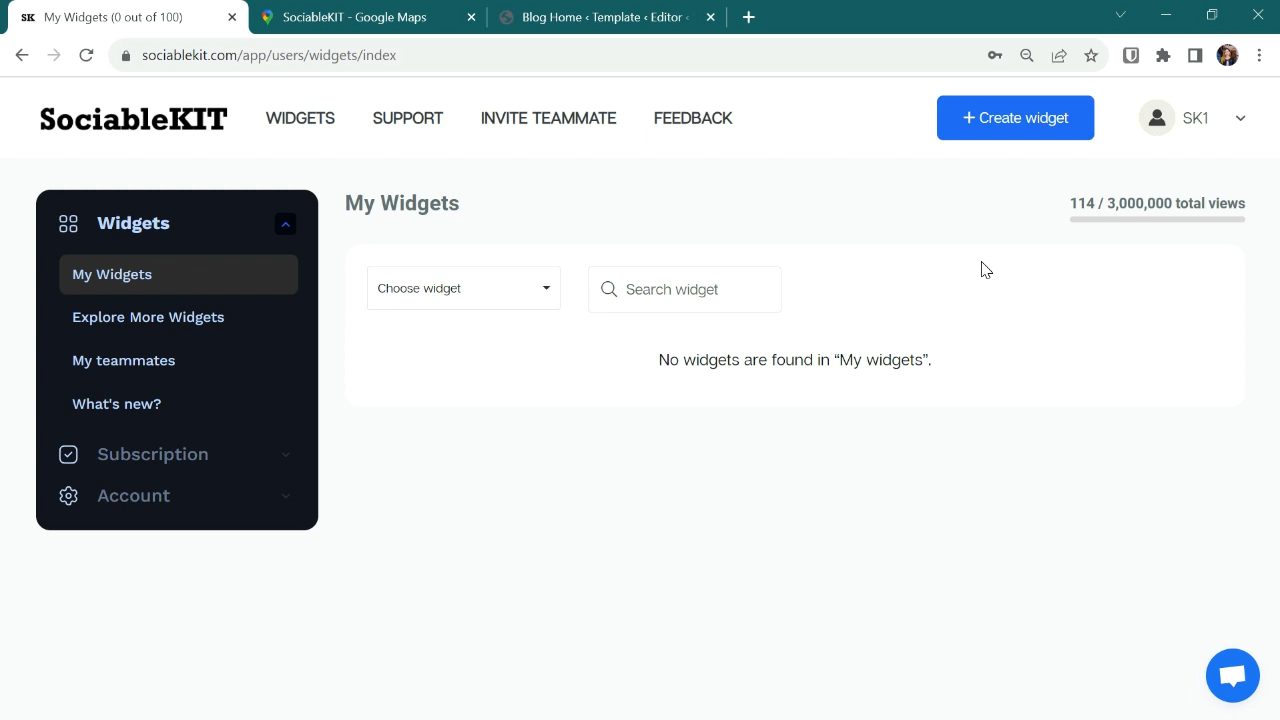 SK My Widgets (0 out of 100)
SociableKIT - Google Maps
Blog Home ‹ Template ‹ Editor ‹
sociablekit.com/app/users/widgets/index
SociableKIT
WIDGETS
SUPPORT
INVITE TEAMMATE
FEEDBACK
+ Create widget
SK1
Widgets
My Widgets
Explore More Widgets
My teammates
What's new?
Subscription
Account
My Widgets
114 / 3,000,000 total views
Choose widget
Search widget
No widgets are found in “My widgets”.